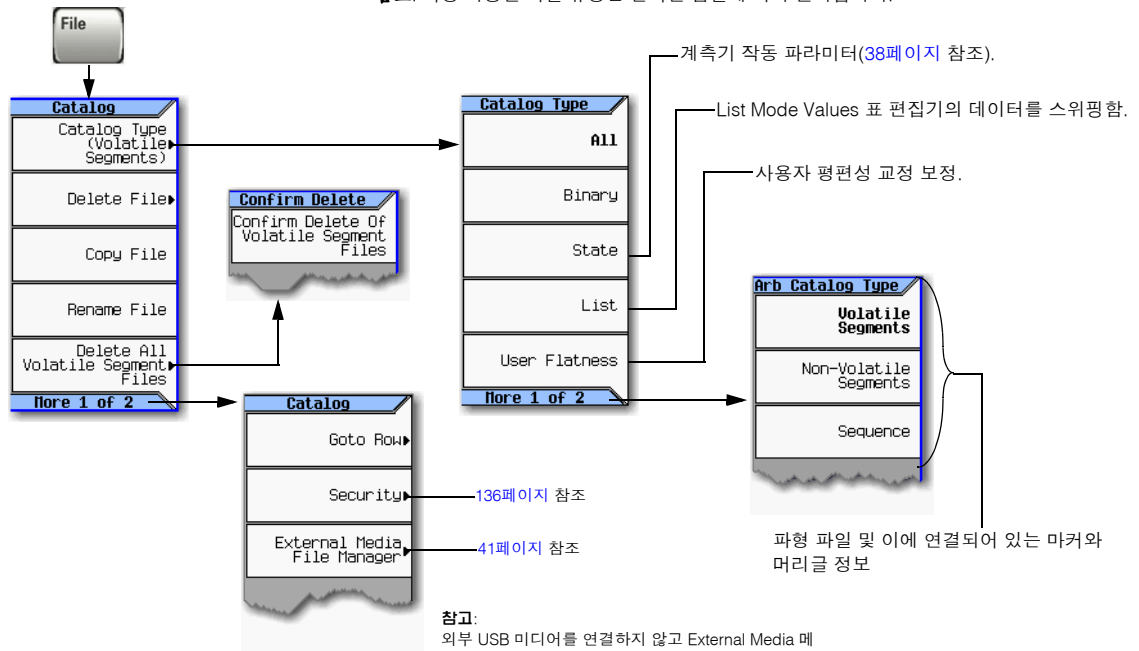 File
계측기 작동 파라미터(38페이지 참조).
List Mode Values 표 편집기의 데이터를 스위핑함.
사용자 평편성 교정 보정.
Catalog
Catalog Type
(Volatile
Segments)
Delete File
Copy File
Rename File
Delete All
Volatile Segment
Files
More 1 of 2
Confirm Delete
Confirm Delete Of
Volatile Segment
Files
Catalog Type
All
Binary
State
List
User Flatness
More 1 of 2
Arb Catalog Type
Volatile
Segments
Non-Volatile
Segments
Sequence
파형 파일 및 이에 연결되어 있는 마커와
머리글 정보
Catalog
Goto Row
Security
136페이지 참조
External Media
File Manager
41페이지 참조
참고:
외부 USB 미디어를 연결하지 않고 External Media 메